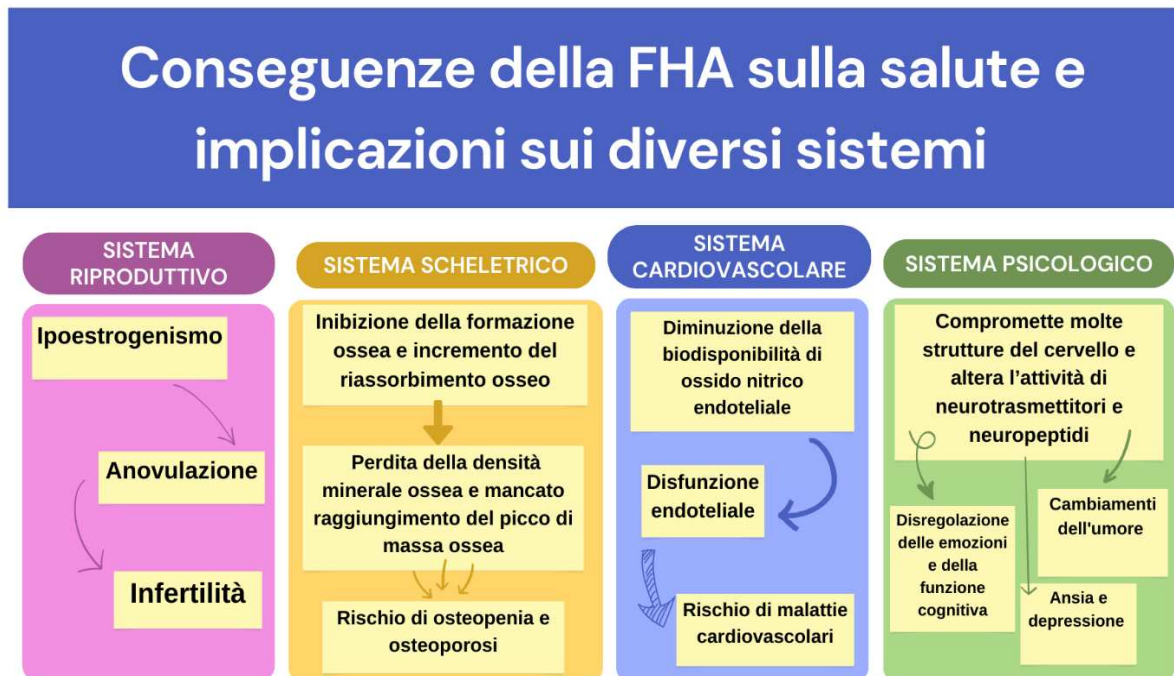 Conseguenze della FHA sulla salute e
implicazioni sui diversi sistemi
SISTEMA
RIPRODUTTIVO
Ipoestrogenismo
Anovulazione
Infertilità
SISTEMA SCHELETRICO
Inibizione della formazione
ossea e incremento del
riassorbimento osseo
Perdita della densità
minerale ossea e mancato
raggiungimento del picco di
massa ossea
Rischio di osteopenia e
osteoporosi
SISTEMA
CARDIOVASCOLARE
Diminuzione della
biodisponibilità di
ossido nitrico
endoteliale
Disfunzione
endoteliale
Rischio di malattie
cardiovascolari
SISTEMA PSICOLOGICO
Compromette molte
strutture del cervello e
altera l’attività di
neurotrasmettitori e
neuropeptidi
Disregolazione
delle emozioni
e della
funzione
cognitiva
Cambiamenti
dell'umore
Ansia e
depressione